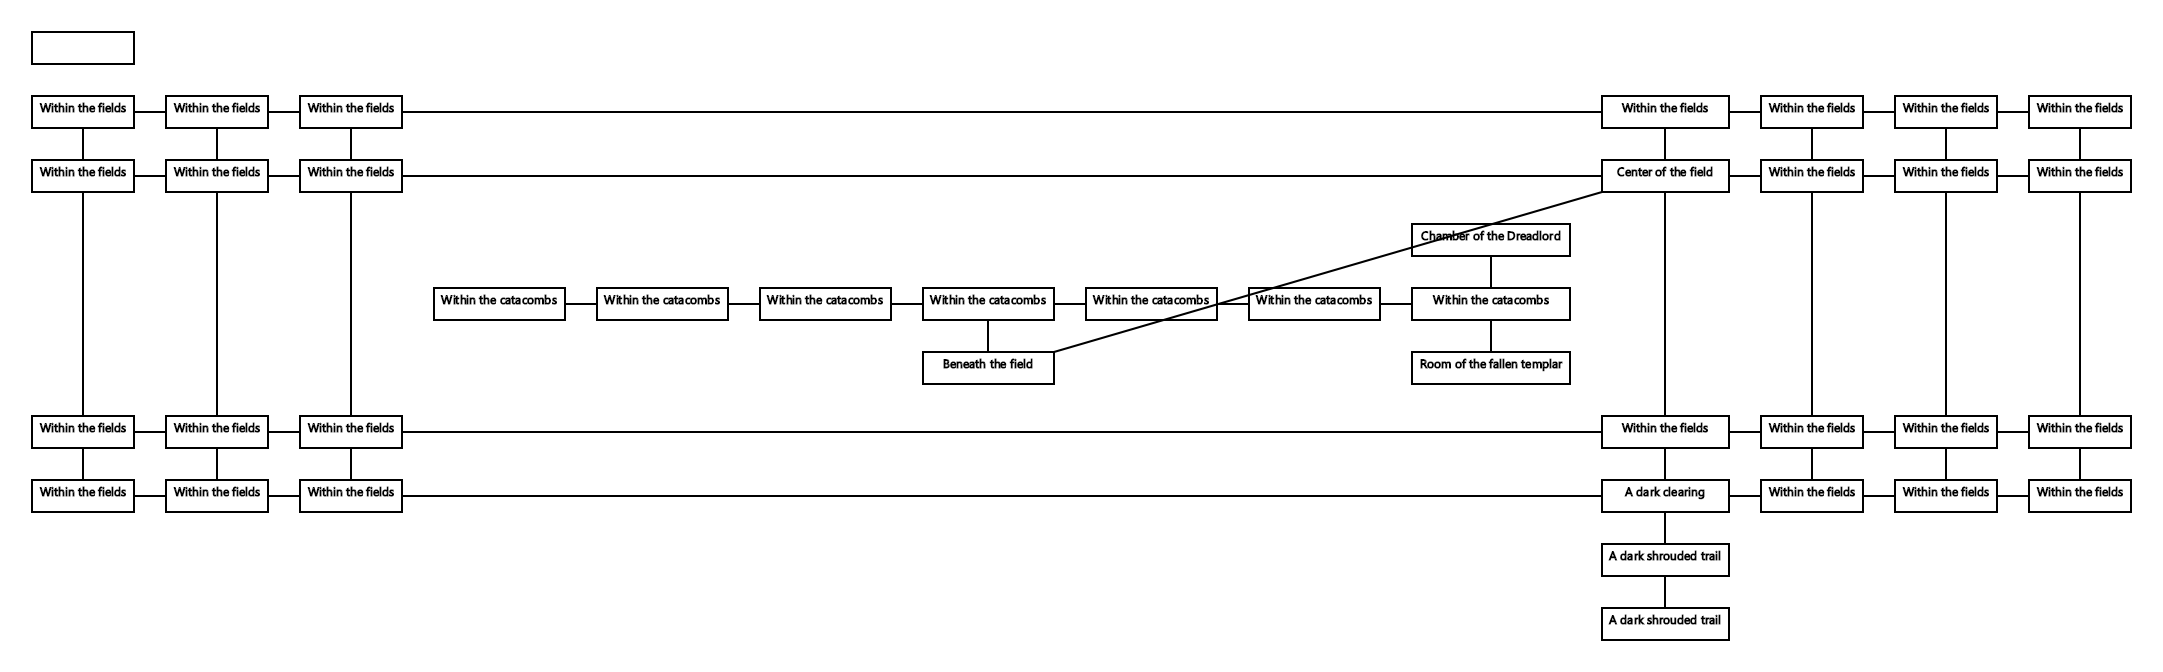 Within the fields Within the fields Within the fields Within the fields Within the fields Within the fields Within the fields
Within the fields Within the fields Within the fields Center of the field Within the fields Within the fields Within the fields
Chamber of the Dreadlord
Within the catacombs Within the catacombs Within the catacombs Within the catacombs Within the catacombs Within the catacombs Within the catacombs
Beneath the field Room of the fallen templar
Within the fields Within the fields Within the fields Within the fields Within the fields Within the fields Within the fields
Within the fields Within the fields Within the fields A dark clearing Within the fields Within the fields Within the fields
A dark shrouded trail
A dark shrouded trail